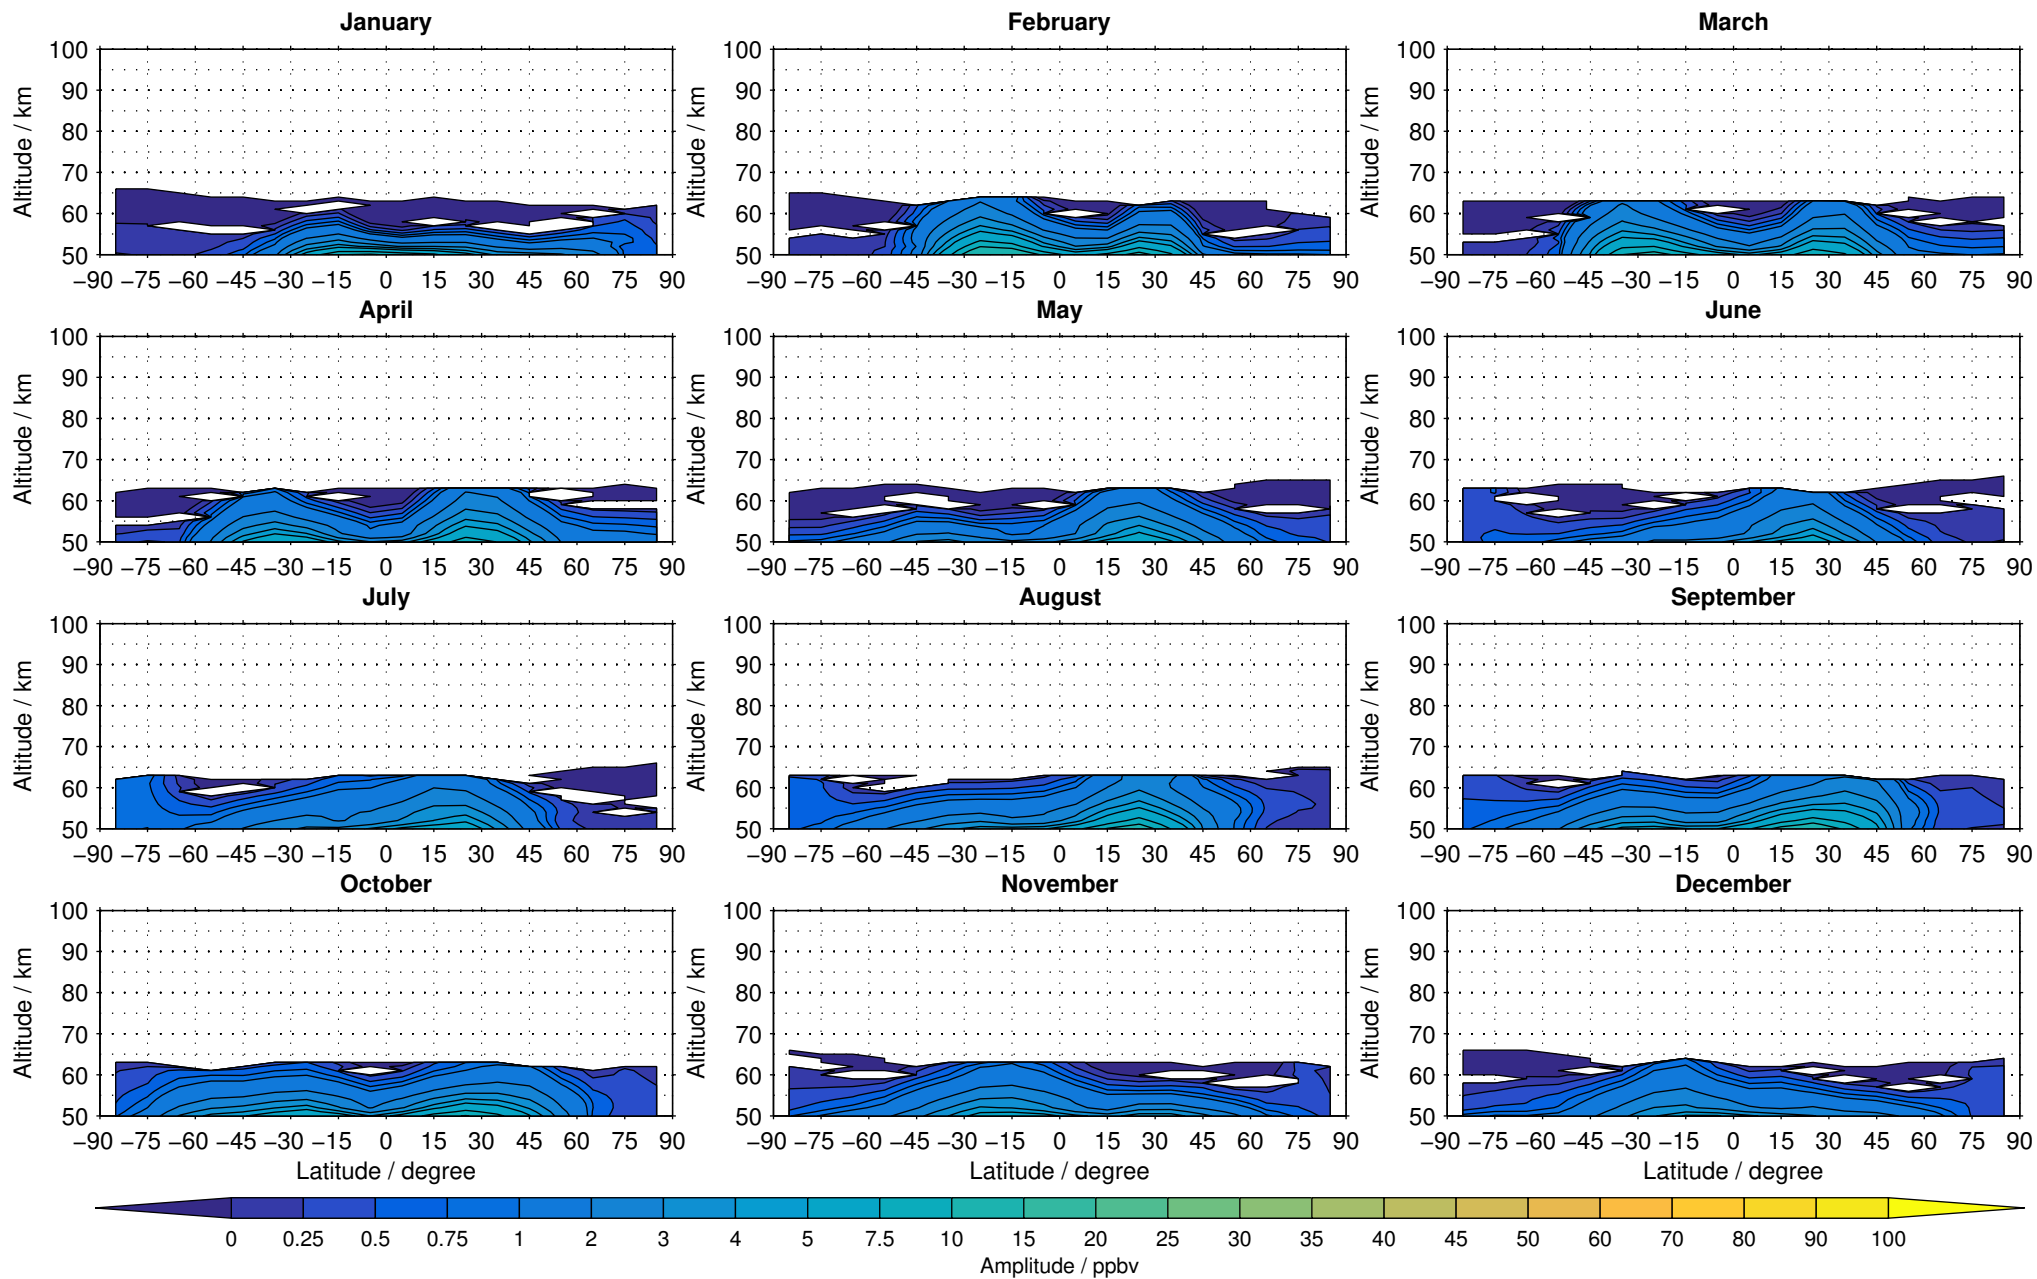 January February March
100 100 100
90 90 90
80 80 80
70 70 70
60 60 60
50 50 50
Altitude / km Altitude / km Altitude / km
−90 −75 −60 −45 −30 −15 0 15 30 45 60 75 90 −90 −75 −60 −45 −30 −15 0 15 30 45 60 75 90 −90 −75 −60 −45 −30 −15 0 15 30 45 60 75 90
April May June
100 100 100
90 90 90
80 80 80
70 70 70
60 60 60
50 50 50
Altitude / km Altitude / km Altitude / km
−90 −75 −60 −45 −30 −15 0 15 30 45 60 75 90 −90 −75 −60 −45 −30 −15 0 15 30 45 60 75 90 −90 −75 −60 −45 −30 −15 0 15 30 45 60 75 90
July August September
100 100 100
90 90 90
80 80 80
70 70 70
60 60 60
50 50 50
Altitude / km Altitude / km Altitude / km
−90 −75 −60 −45 −30 −15 0 15 30 45 60 75 90 −90 −75 −60 −45 −30 −15 0 15 30 45 60 75 90 −90 −75 −60 −45 −30 −15 0 15 30 45 60 75 90
October November December
100 100 100
90 90 90
80 80 80
70 70 70
60 60 60
50 50 50
Altitude / km Altitude / km Altitude / km
−90 −75 −60 −45 −30 −15 0 15 30 45 60 75 90 −90 −75 −60 −45 −30 −15 0 15 30 45 60 75 90 −90 −75 −60 −45 −30 −15 0 15 30 45 60 75 90
Latitude / degree Latitude / degree Latitude / degree
0 0.25 0.5 0.75 1 2 3 4 5 7.5 10 15 20 25 30 35 40 45 50 60 70 80 90 100
Amplitude / ppbv